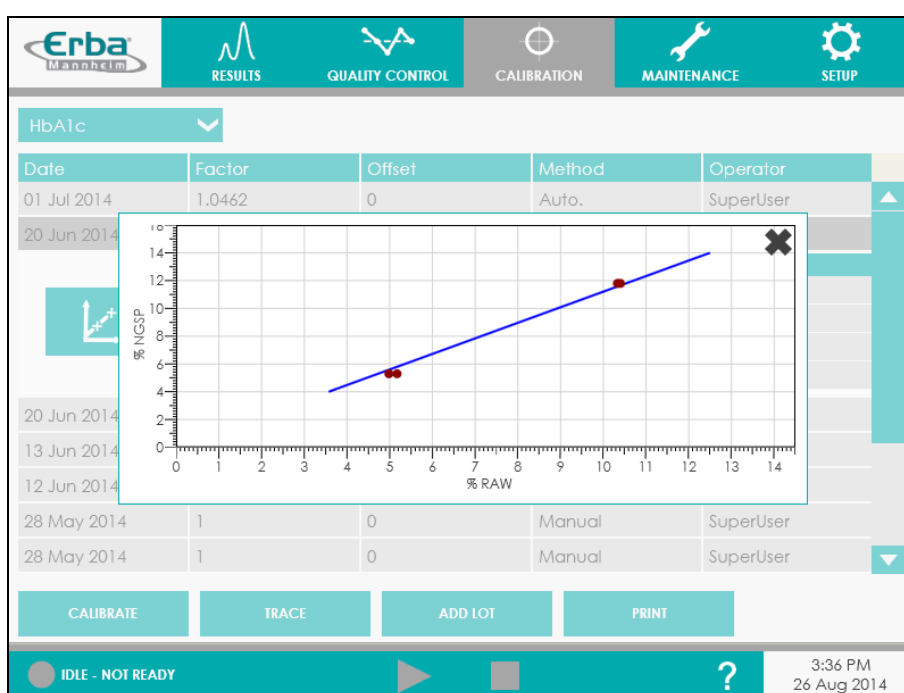 Erba
Mannheim
RESULTS
QUALITY CONTROL
CALIBRATION
MAINTENANCE
SETUP
HbA1c
Date Factor Offset Method Operator
01 Jul 2014 1.0462 0 Auto. SuperUser
20 Jun 2014
14
12
10
8
6
4
2
0
% NGSP
0 1 2 3 4 5 6 7 8 9 10 11 12 13 14
% RAW
20 Jun 2014
13 Jun 2014
12 Jun 2014
28 May 2014 1 0 Manual SuperUser
28 May 2014 1 0 Manual SuperUser
CALIBRATE TRACE ADD LOT PRINT
IDLE - NOT READY ? 3:36 PM
26 Aug 2014